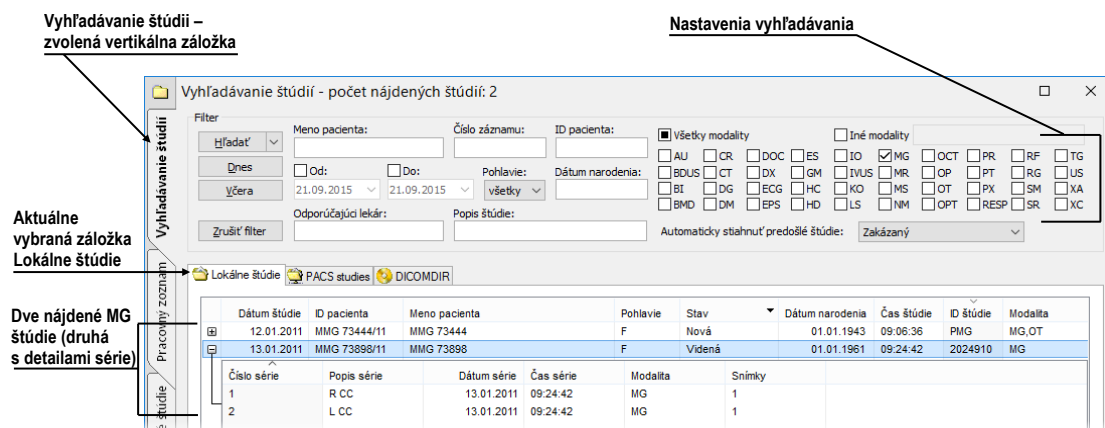 Vyhľadávanie štúdii –
zvolená vertikálna záložka
Nastavenia vyhľadávania
Vyhľadávanie štúdií - počet nájdených štúdií: 2
Vyhľadávanie štúdií
Pracovný zoznam
štúdie
Filter
Hľadať
Dnes
Včera
Zrušiť filter
Meno pacienta: Číslo záznamu: ID pacienta:
Od: Do: Pohlavie: Dátum narodenia:
21.09.2015 21.09.2015 všetky
Odporúčajúci lekár: Popis štúdie:
Všetky modality Iné modality
AU CR DOC ES IO MG OCT PR RF TG
BDUS CT DX GM IVUS MR OP PT RG US
BI DG ECG HC KO MS OT PX SM XA
BMD DM EPS HD LS NM OPT RESP SR XC
Automaticky stiahnuť predošlé štúdie: Zakázaný
Aktuálne
vybraná záložka
Lokálne štúdie
Lokálne štúdie PACS studies DICOMDIR
Dve nájdené MG
štúdie (druhá
s detailami série)
Dátum štúdie ID pacienta Meno pacienta Pohlavie Stav Dátum narodenia Čas štúdie ID štúdie Modalita
12.01.2011 MMG 73444/11 MMG 73444 F Nová 01.01.1943 09:06:36 PMG MG,OT
13.01.2011 MMG 73898/11 MMG 73898 F Videná 01.01.1961 09:24:42 2024910 MG
Číslo série Popis série Dátum série Čas série Modalita Snímky
1 R CC 13.01.2011 09:24:42 MG 1
2 L CC 13.01.2011 09:24:42 MG 1